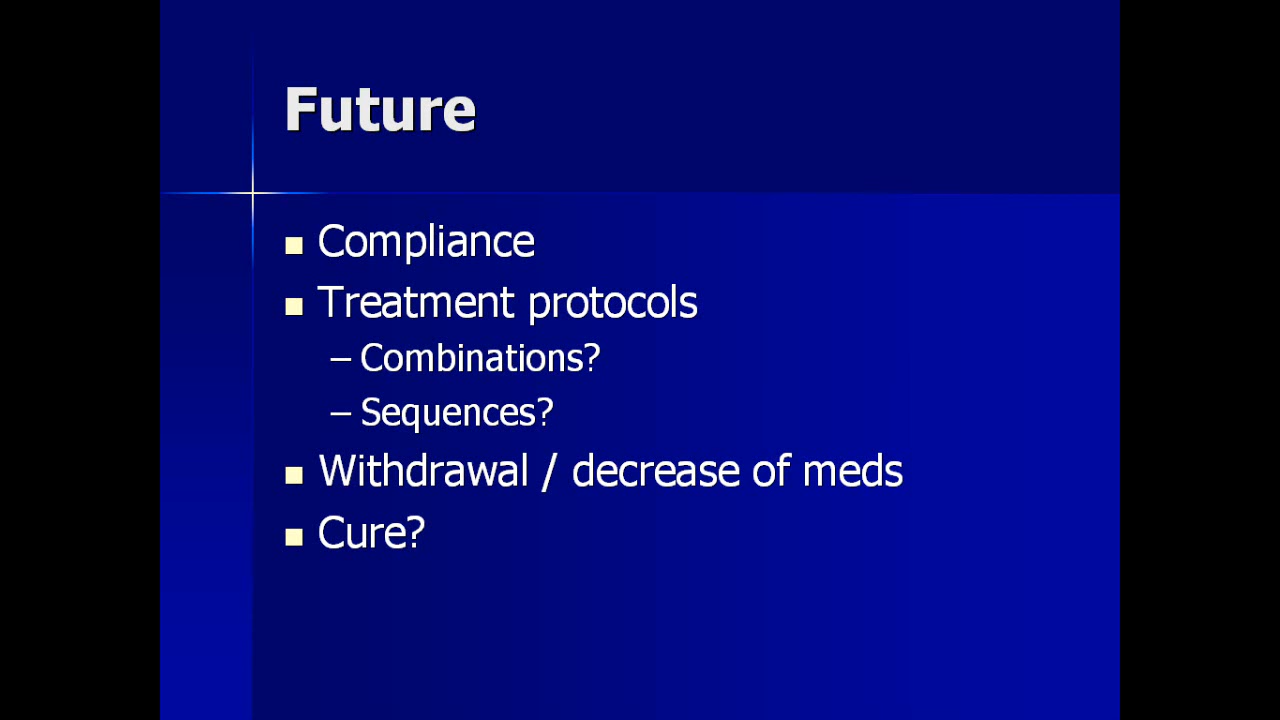 Future
Compliance
Treatment protocols
– Combinations?
– Sequences?
Withdrawal / decrease of meds
Cure?